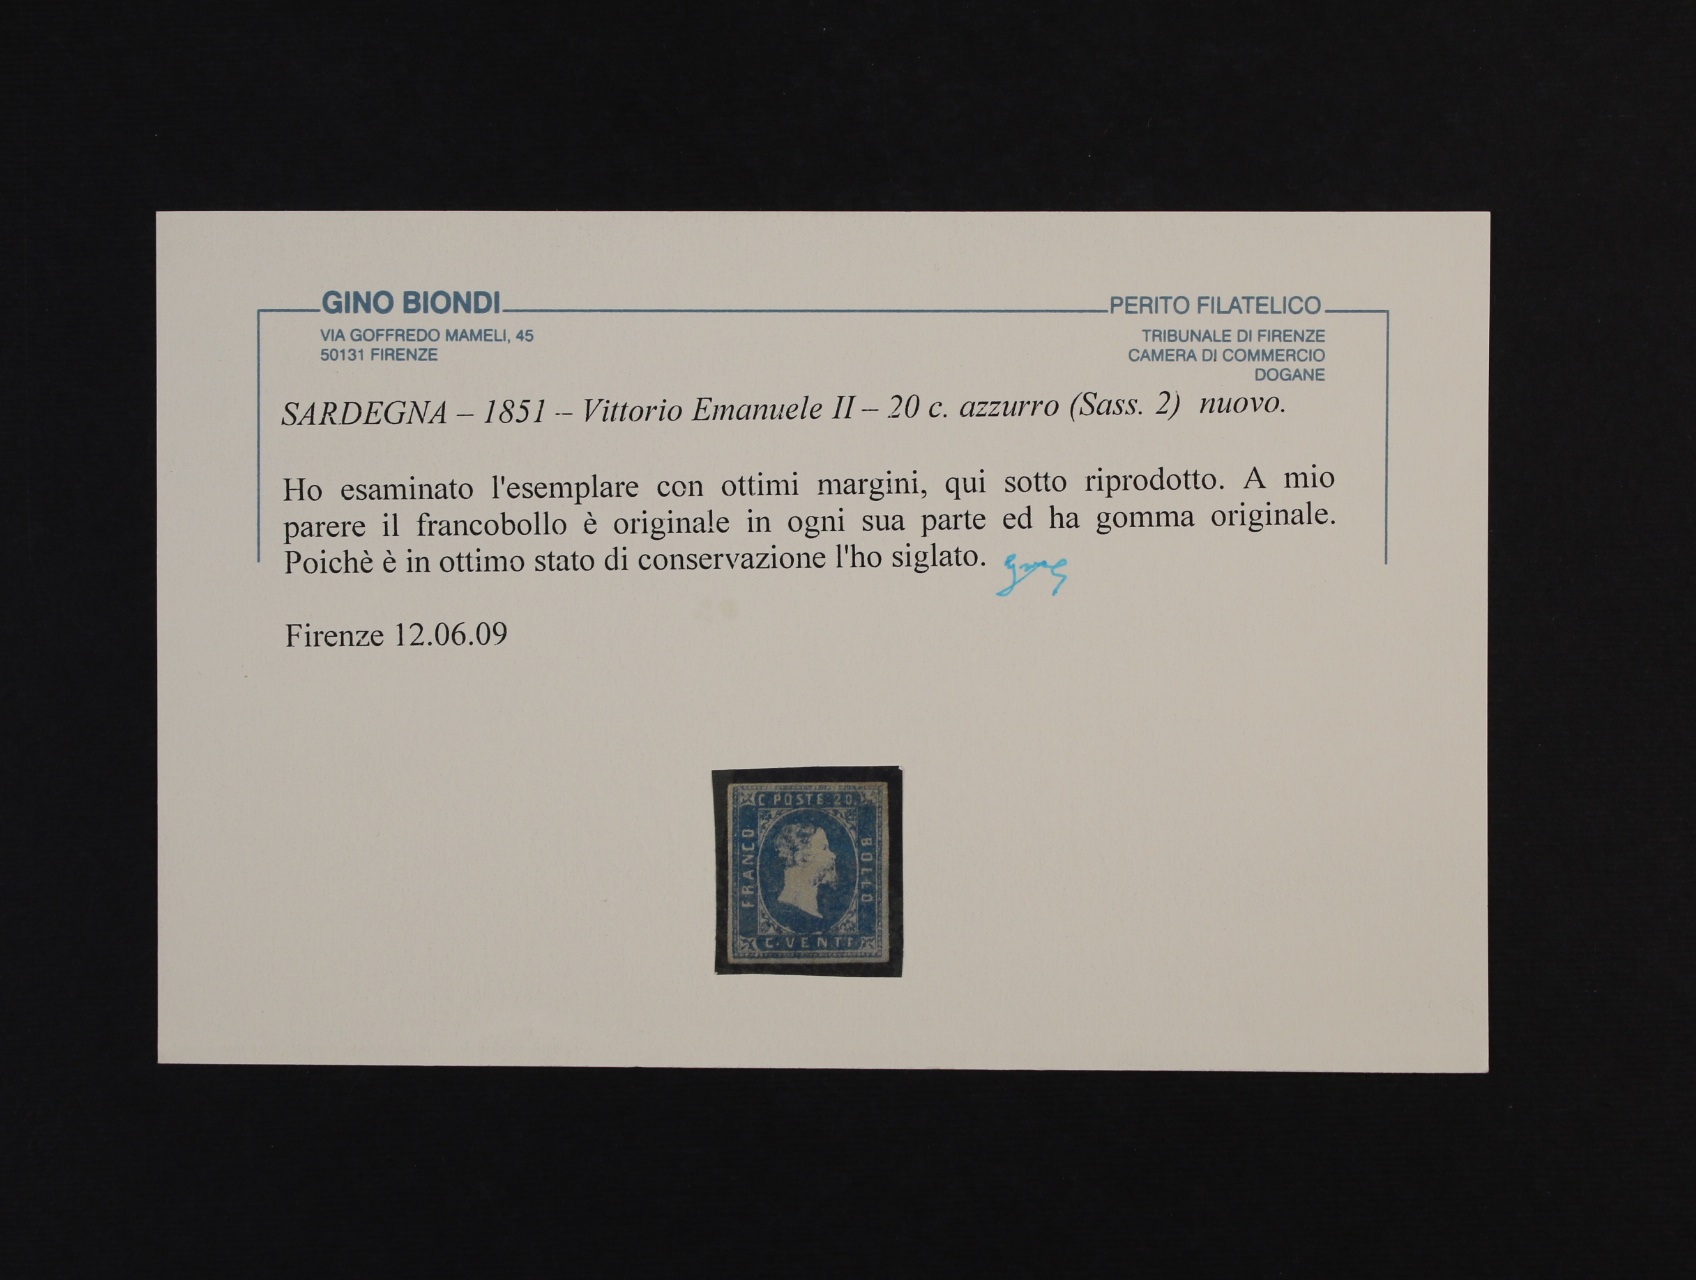 GINO BIONDI
PERITO FILATELICO
VIA GOFFREDO MAMELI, 45
50131 FIRENZE
TRIBUNALE DI FIRENZE
CAMERA DI COMMERCIO
DOGANE
SARDEGNA – 1851 – Vittorio Emanuele II – 20 c. azzurro (Sass. 2) nuovo.
Ho esaminato l'esemplare con ottimi margini, qui sotto riprodotto. A mio
parere il francobollo è originale in ogni sua parte ed ha gomma originale.
Poichè è in ottimo stato di conservazione l'ho siglato.
Firenze 12.06.09
C. POSTE 20.
FRANCO
BOLLO
C. VENTI